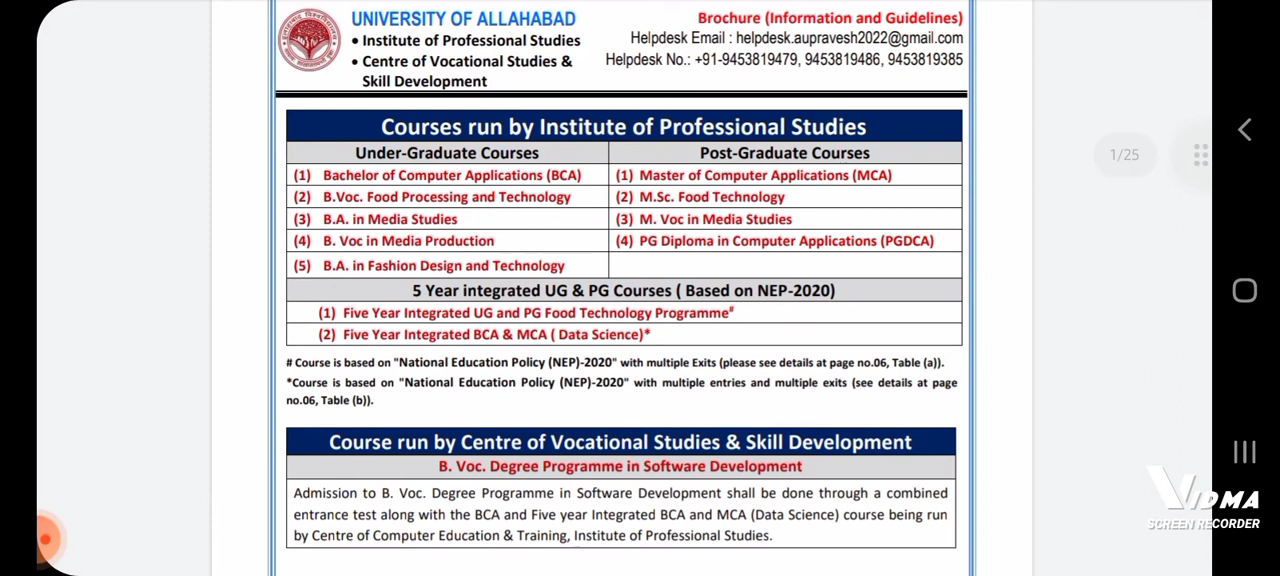 UNIVERSITY OF ALLAHABAD
• Institute of Professional Studies
• Centre of Vocational Studies &
Skill Development
Brochure (Information and Guidelines)
Helpdesk Email : helpdesk.aupravesh2022@gmail.com
Helpdesk No.: +91-9453819479, 9453819486, 9453819385
Courses run by Institute of Professional Studies
Under-Graduate Courses
Post-Graduate Courses
(1) Bachelor of Computer Applications (BCA)
(1) Master of Computer Applications (MCA)
(2) B.Voc. Food Processing and Technology
(2) M.Sc. Food Technology
(3) B.A. in Media Studies
(3) M. Voc in Media Studies
(4) B. Voc in Media Production
(4) PG Diploma in Computer Applications (PGDCA)
(5) B.A. in Fashion Design and Technology
5 Year integrated UG & PG Courses ( Based on NEP-2020)
(1) Five Year Integrated UG and PG Food Technology Programme#
(2) Five Year Integrated BCA & MCA ( Data Science)*
# Course is based on "National Education Policy (NEP)-2020" with multiple Exits (please see details at page no.06, Table (a)).
*Course is based on "National Education Policy (NEP)-2020" with multiple entries and multiple exits (see details at page
no.06, Table (b)).
Course run by Centre of Vocational Studies & Skill Development
B. Voc. Degree Programme in Software Development
Admission to B. Voc. Degree Programme in Software Development shall be done through a combined
entrance test along with the BCA and Five year Integrated BCA and MCA (Data Science) course being run
by Centre of Computer Education & Training, Institute of Professional Studies.
1/25
VIDMA
SCREEN RECORDER